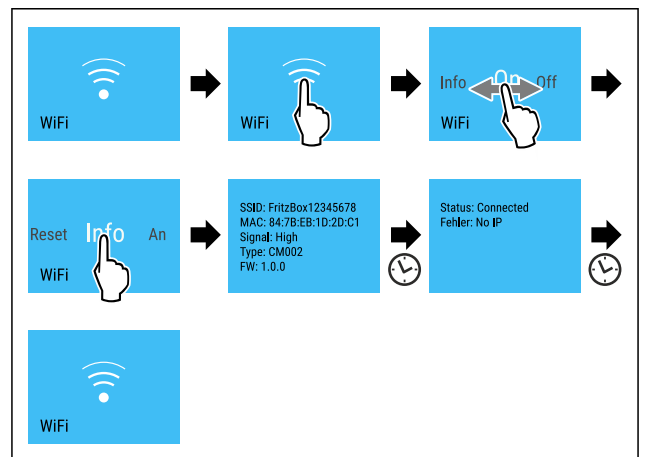 WiFi
WiFi
Info On Off
WiFi
Reset Info An
WiFi
SSID: FritzBox12345678
MAC: 84:7B:EB:1D:2D:C1
Signal: High
Type: CM002
FW: 1.0.0
Status: Connected
Fehler: No IP
WiFi